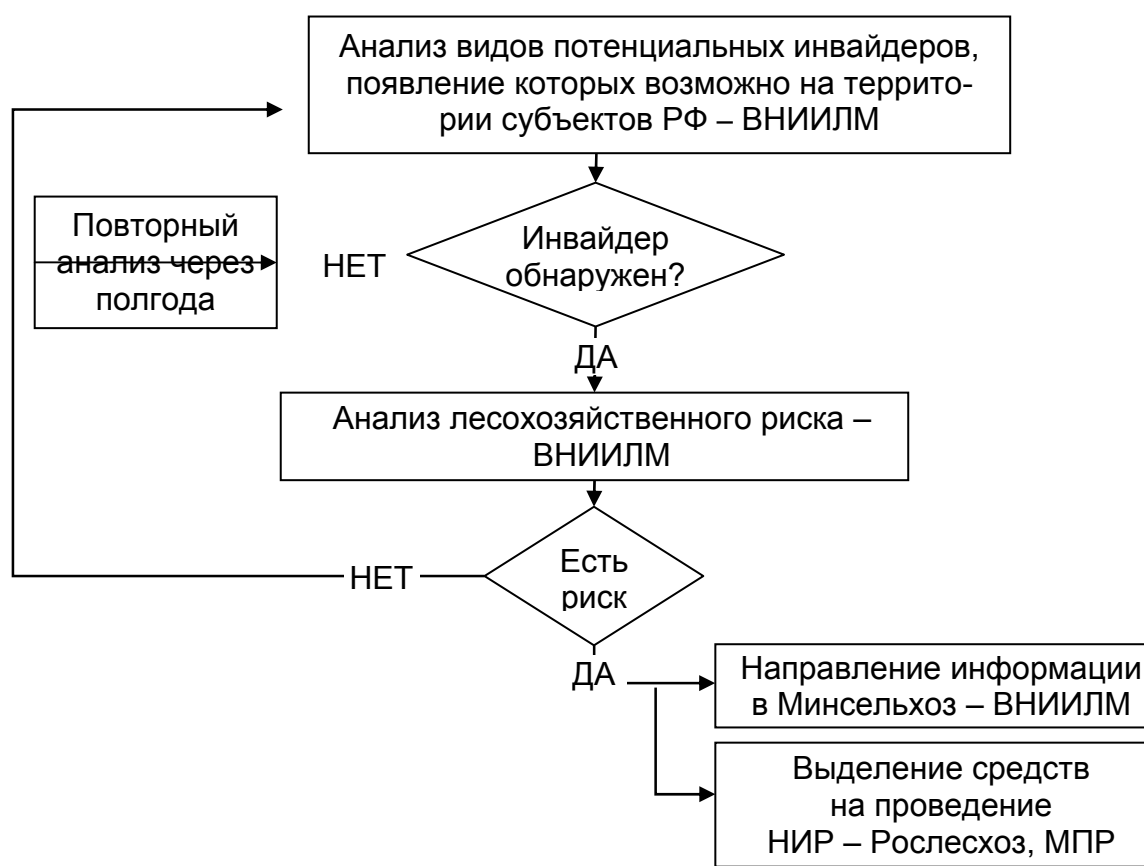 Анализ видов потенциальных инвайдеров,
появление которых возможно на террито-
рии субъектов РФ – ВНИИЛМ
Повторный
анализ через
полгода
НЕТ
Инвайдер
обнаружен?
ДА
Анализ лесохозяйственного риска –
ВНИИЛМ
НЕТ
Есть
риск
ДА
Направление информации
в Минсельхоз – ВНИИЛМ
Выделение средств
на проведение
НИР – Рослесхоз, МПР